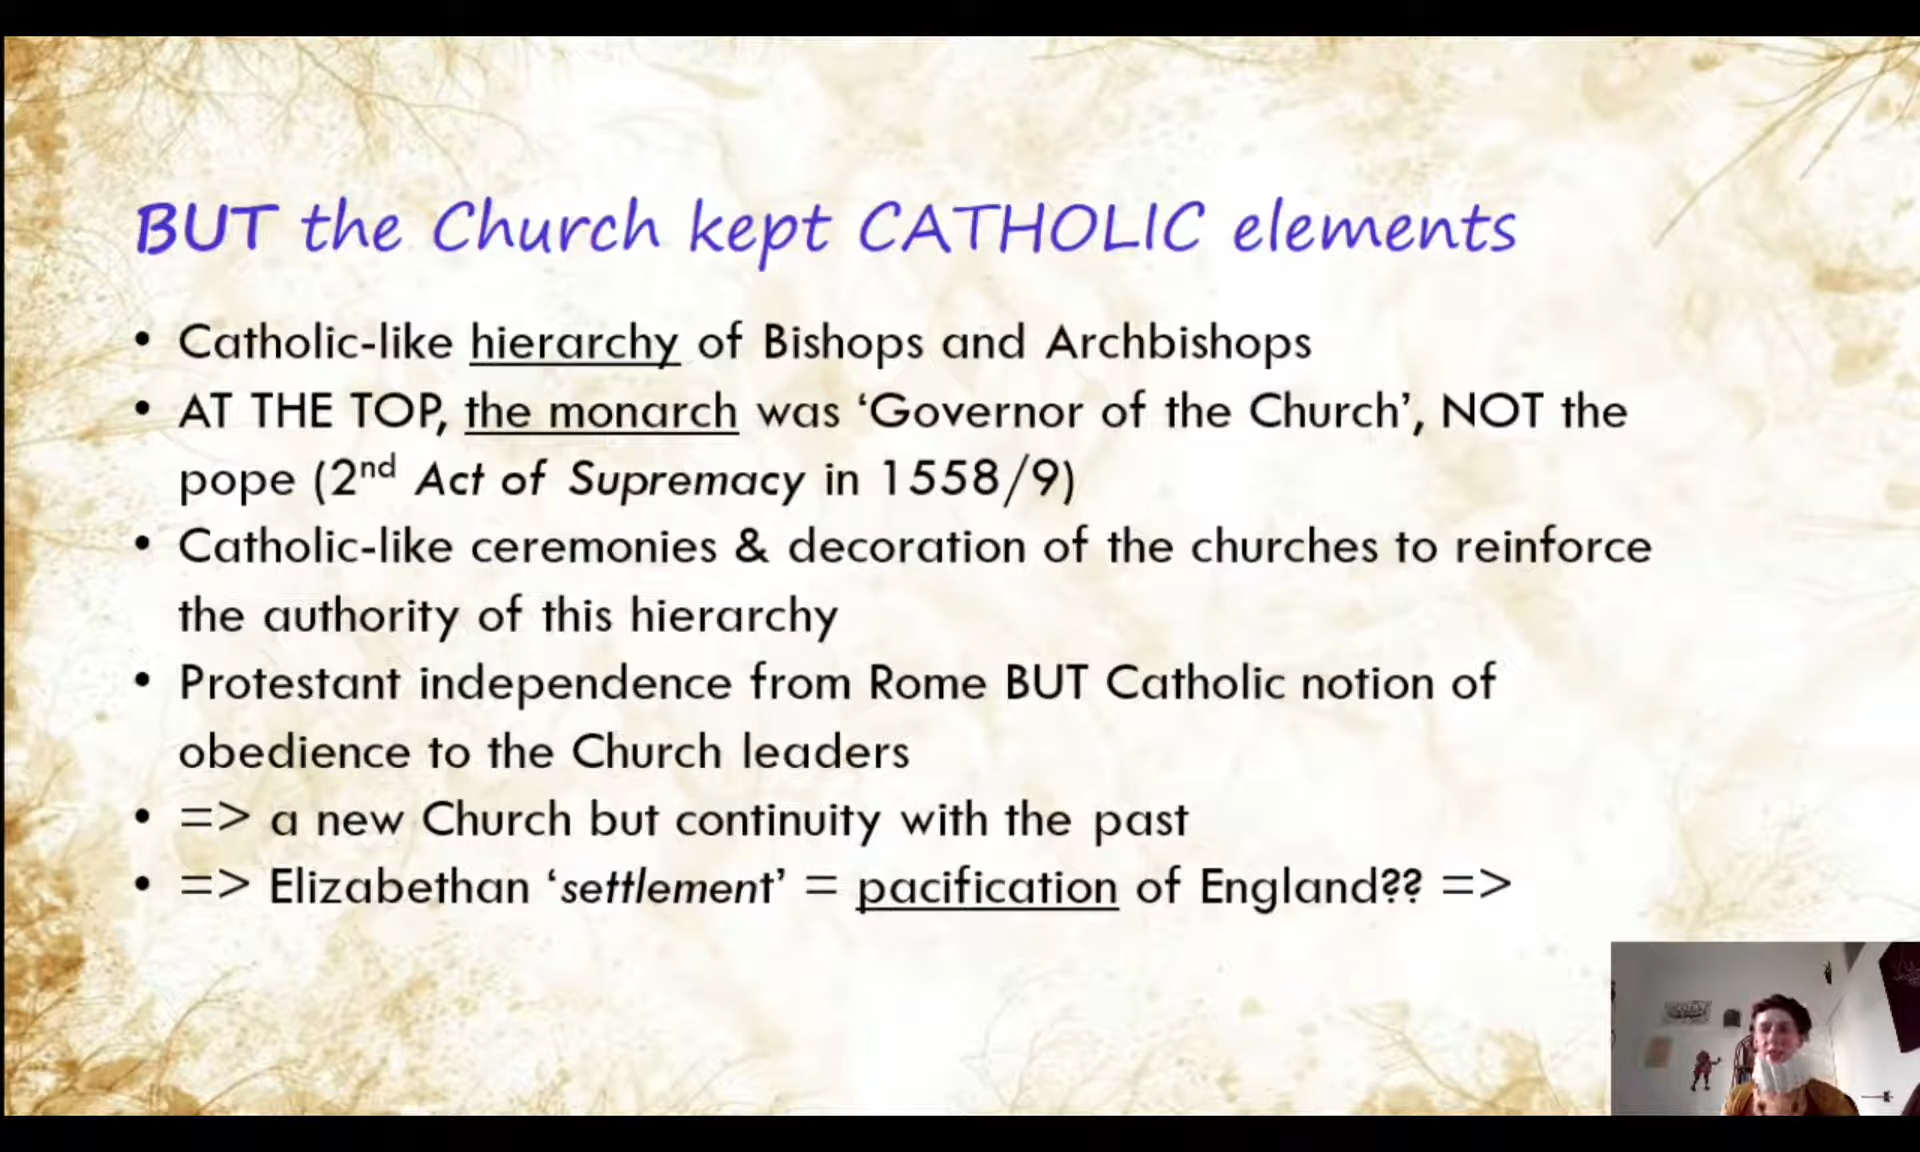 BUT the Church kept CATHOLIC elements
• Catholic-like hierarchy of Bishops and Archbishops
• AT THE TOP, the monarch was ‘Governor of the Church’, NOT the
pope (2nd Act of Supremacy in 1558/9)
• Catholic-like ceremonies & decoration of the churches to reinforce
the authority of this hierarchy
• Protestant independence from Rome BUT Catholic notion of
obedience to the Church leaders
• => a new Church but continuity with the past
• => Elizabethan ‘settlement’ = pacification of England?? =>